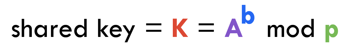 shared key = K = A^b mod p